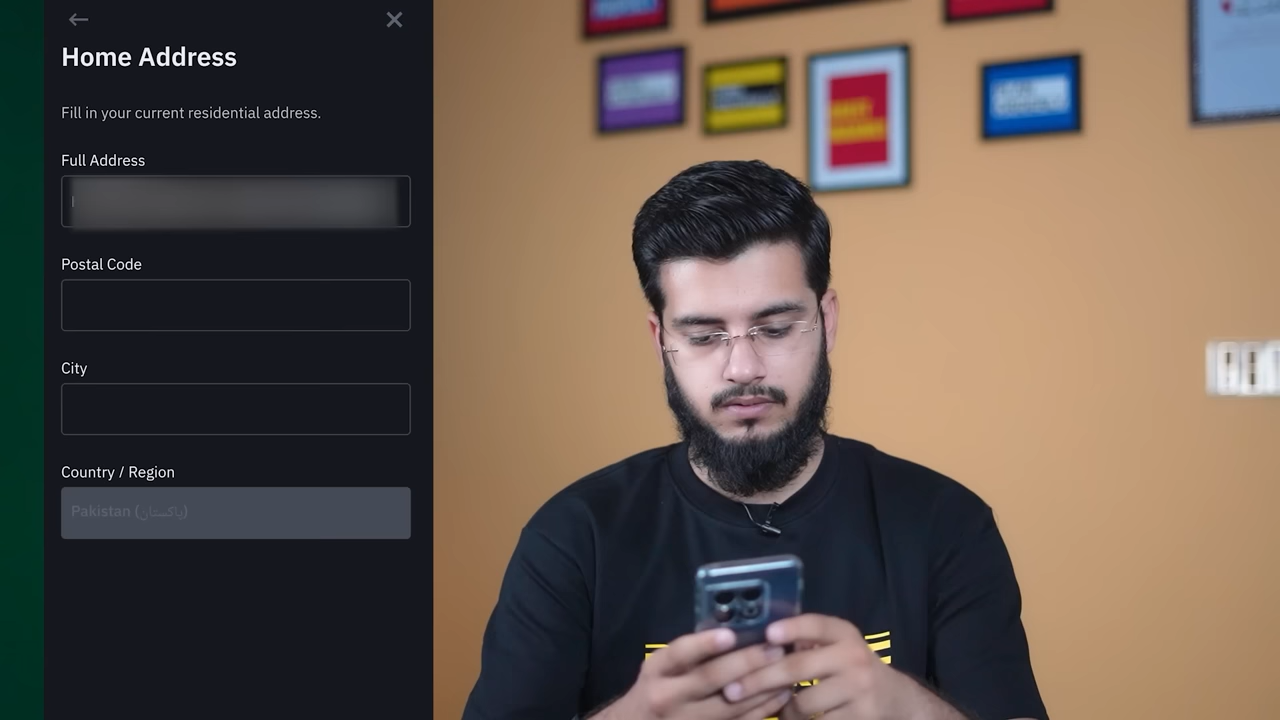 Home Address
Fill in your current residential address.
Full Address
Postal Code
City
Country / Region
Pakistan (پاکستان)